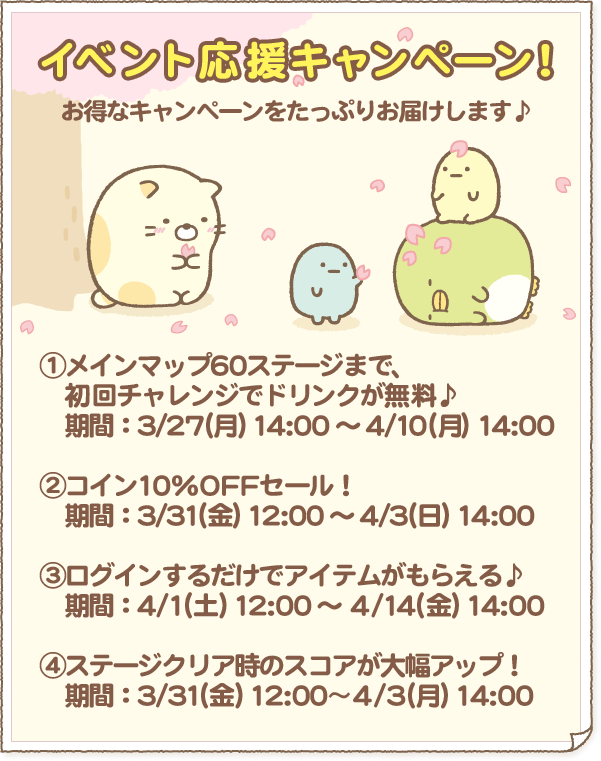 イベント応援キャンペーン!
お得なキャンペーンをたっぷりお届けします♪
①メインマップ60ステージまで、
初回チャレンジでドリンクが無料♪
期間：3/27(月) 14:00 ～ 4/10(月) 14:00
②コイン10%OFFセール！
期間：3/31(金) 12:00 ～ 4/3(日) 14:00
③ログインするだけでアイテムがもらえる♪
期間：4/1(土) 12:00 ～ 4/14(金) 14:00
④ステージクリア時のスコアが大幅アップ！
期間：3/31(金) 12:00～4/3(月) 14:00